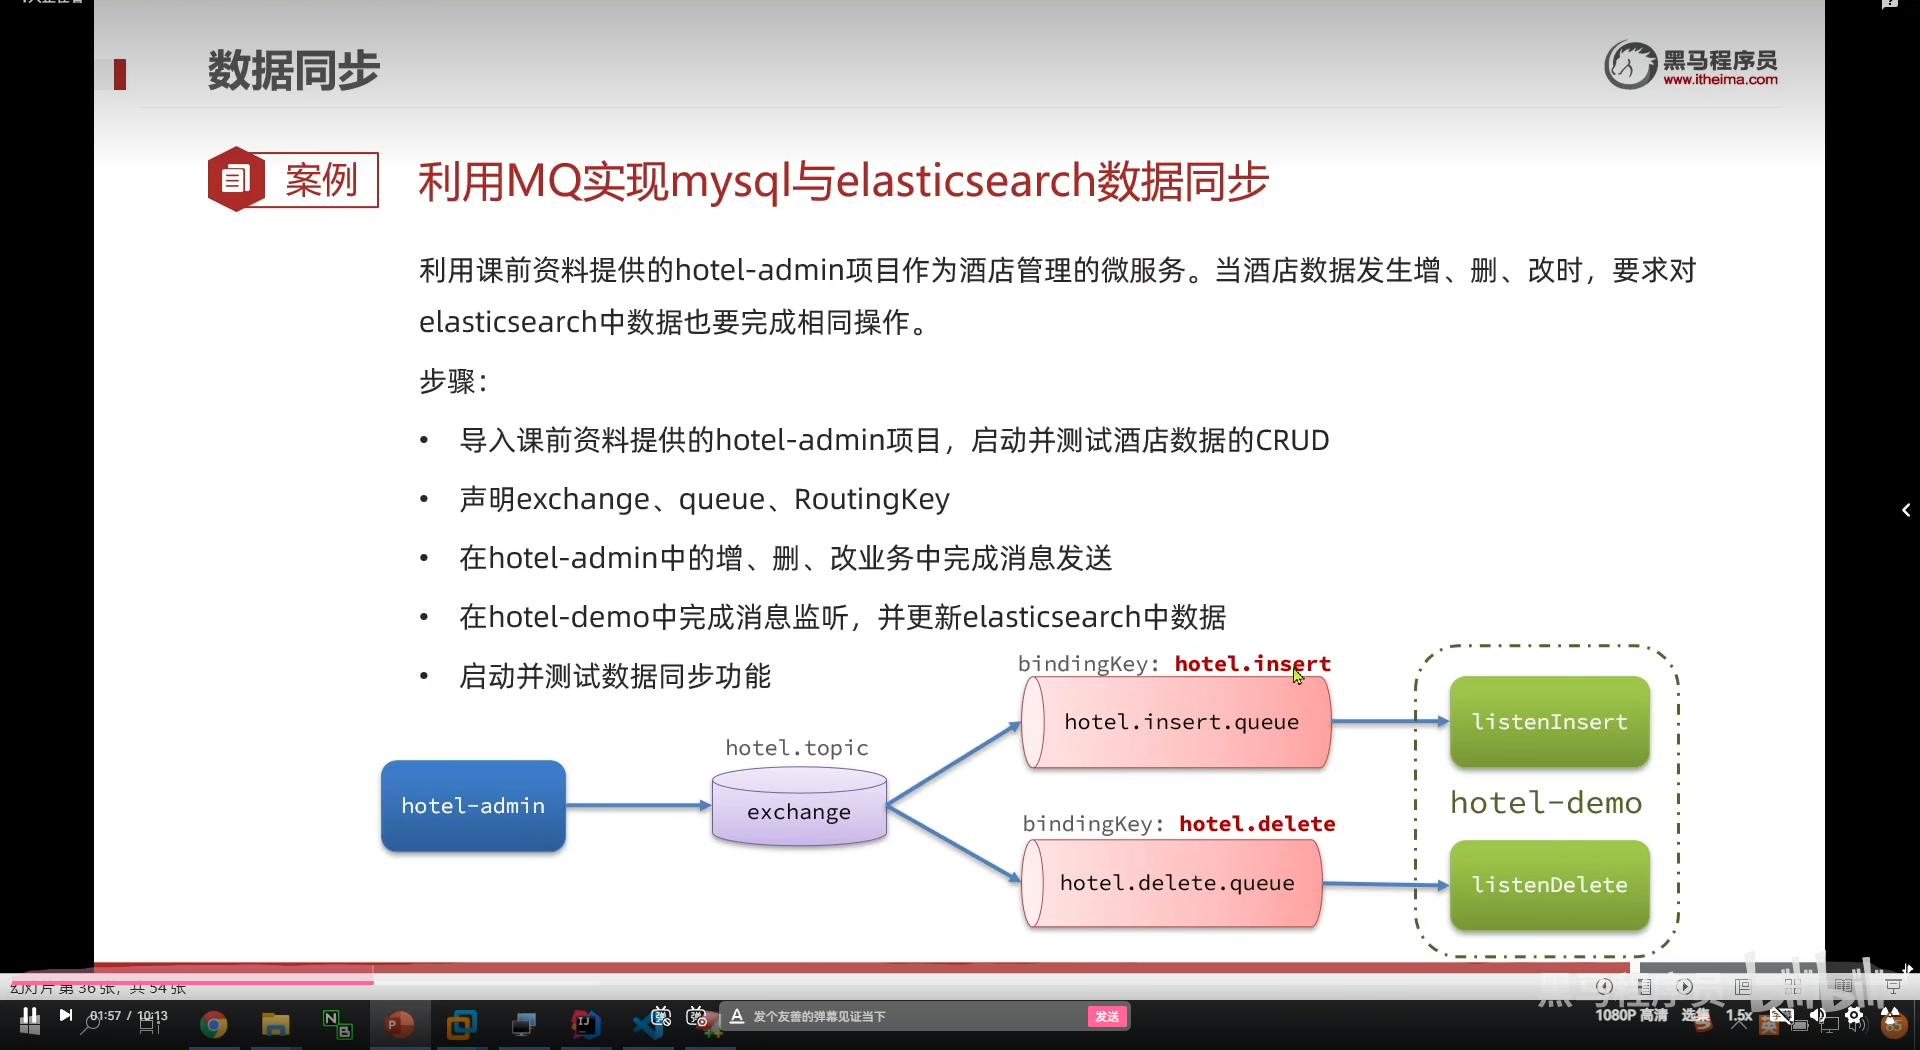 数据同步
黑马程序员
www.itheima.com
案例
利用MQ实现mysql与elasticsearch数据同步
利用课前资料提供的hotel-admin项目作为酒店管理的微服务。当酒店数据发生增、删、改时，要求对
elasticsearch中数据也要完成相同操作。
步骤：
• 导入课前资料提供的hotel-admin项目，启动并测试酒店数据的CRUD
• 声明exchange、queue、RoutingKey
• 在hotel-admin中的增、删、改业务中完成消息发送
• 在hotel-demo中完成消息监听，并更新elasticsearch中数据
• 启动并测试数据同步功能
bindingKey: hotel.insert
hotel.insert.queue
listenInsert
hotel.topic
hotel-admin
exchange
hotel-demo
bindingKey: hotel.delete
hotel.delete.queue
listenDelete
幻灯片 第 36 张，共 54 张
黑马程序员
bilibili
01:57 / 10:13
发个友善的弹幕见证当下
发送
1080P 高清
选集
1.5x
英